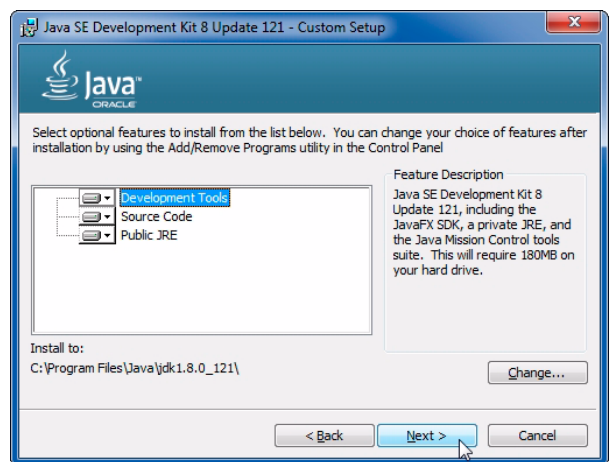 Java SE Development Kit 8 Update 121 - Custom Setup
Java™
ORACLE
Select optional features to install from the list below. You can change your choice of features after
installation by using the Add/Remove Programs utility in the Control Panel
Development Tools
Source Code
Public JRE
Feature Description
Java SE Development Kit 8
Update 121, including the
JavaFX SDK, a private JRE, and
the Java Mission Control tools
suite. This will require 180MB on
your hard drive.
Install to:
C:\Program Files\Java\jdk1.8.0_121\
Change...
< Back
Next >
Cancel